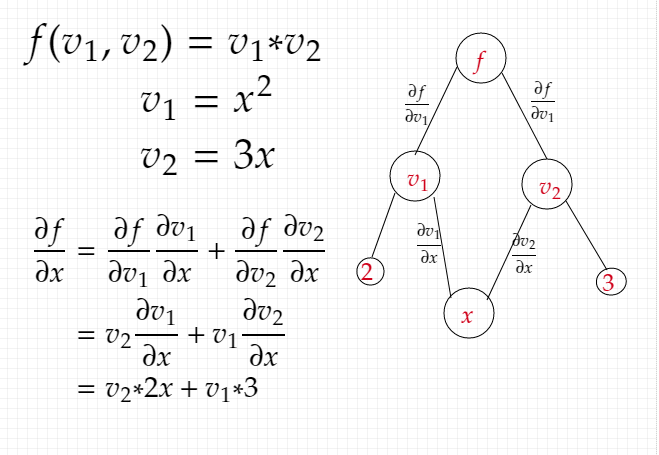 f(v₁, v₂) = v₁*v₂
v₁ = x²
v₂ = 3x
∂f/∂x = ∂f/∂v₁ ∂v₁/∂x + ∂f/∂v₂ ∂v₂/∂x
= v₂ ∂v₁/∂x + v₁ ∂v₂/∂x
= v₂*2x + v₁*3
f
∂f/∂v₁
∂f/∂v₁
v₁
v₂
∂v₁/∂x
∂v₂/∂x
2
3
x